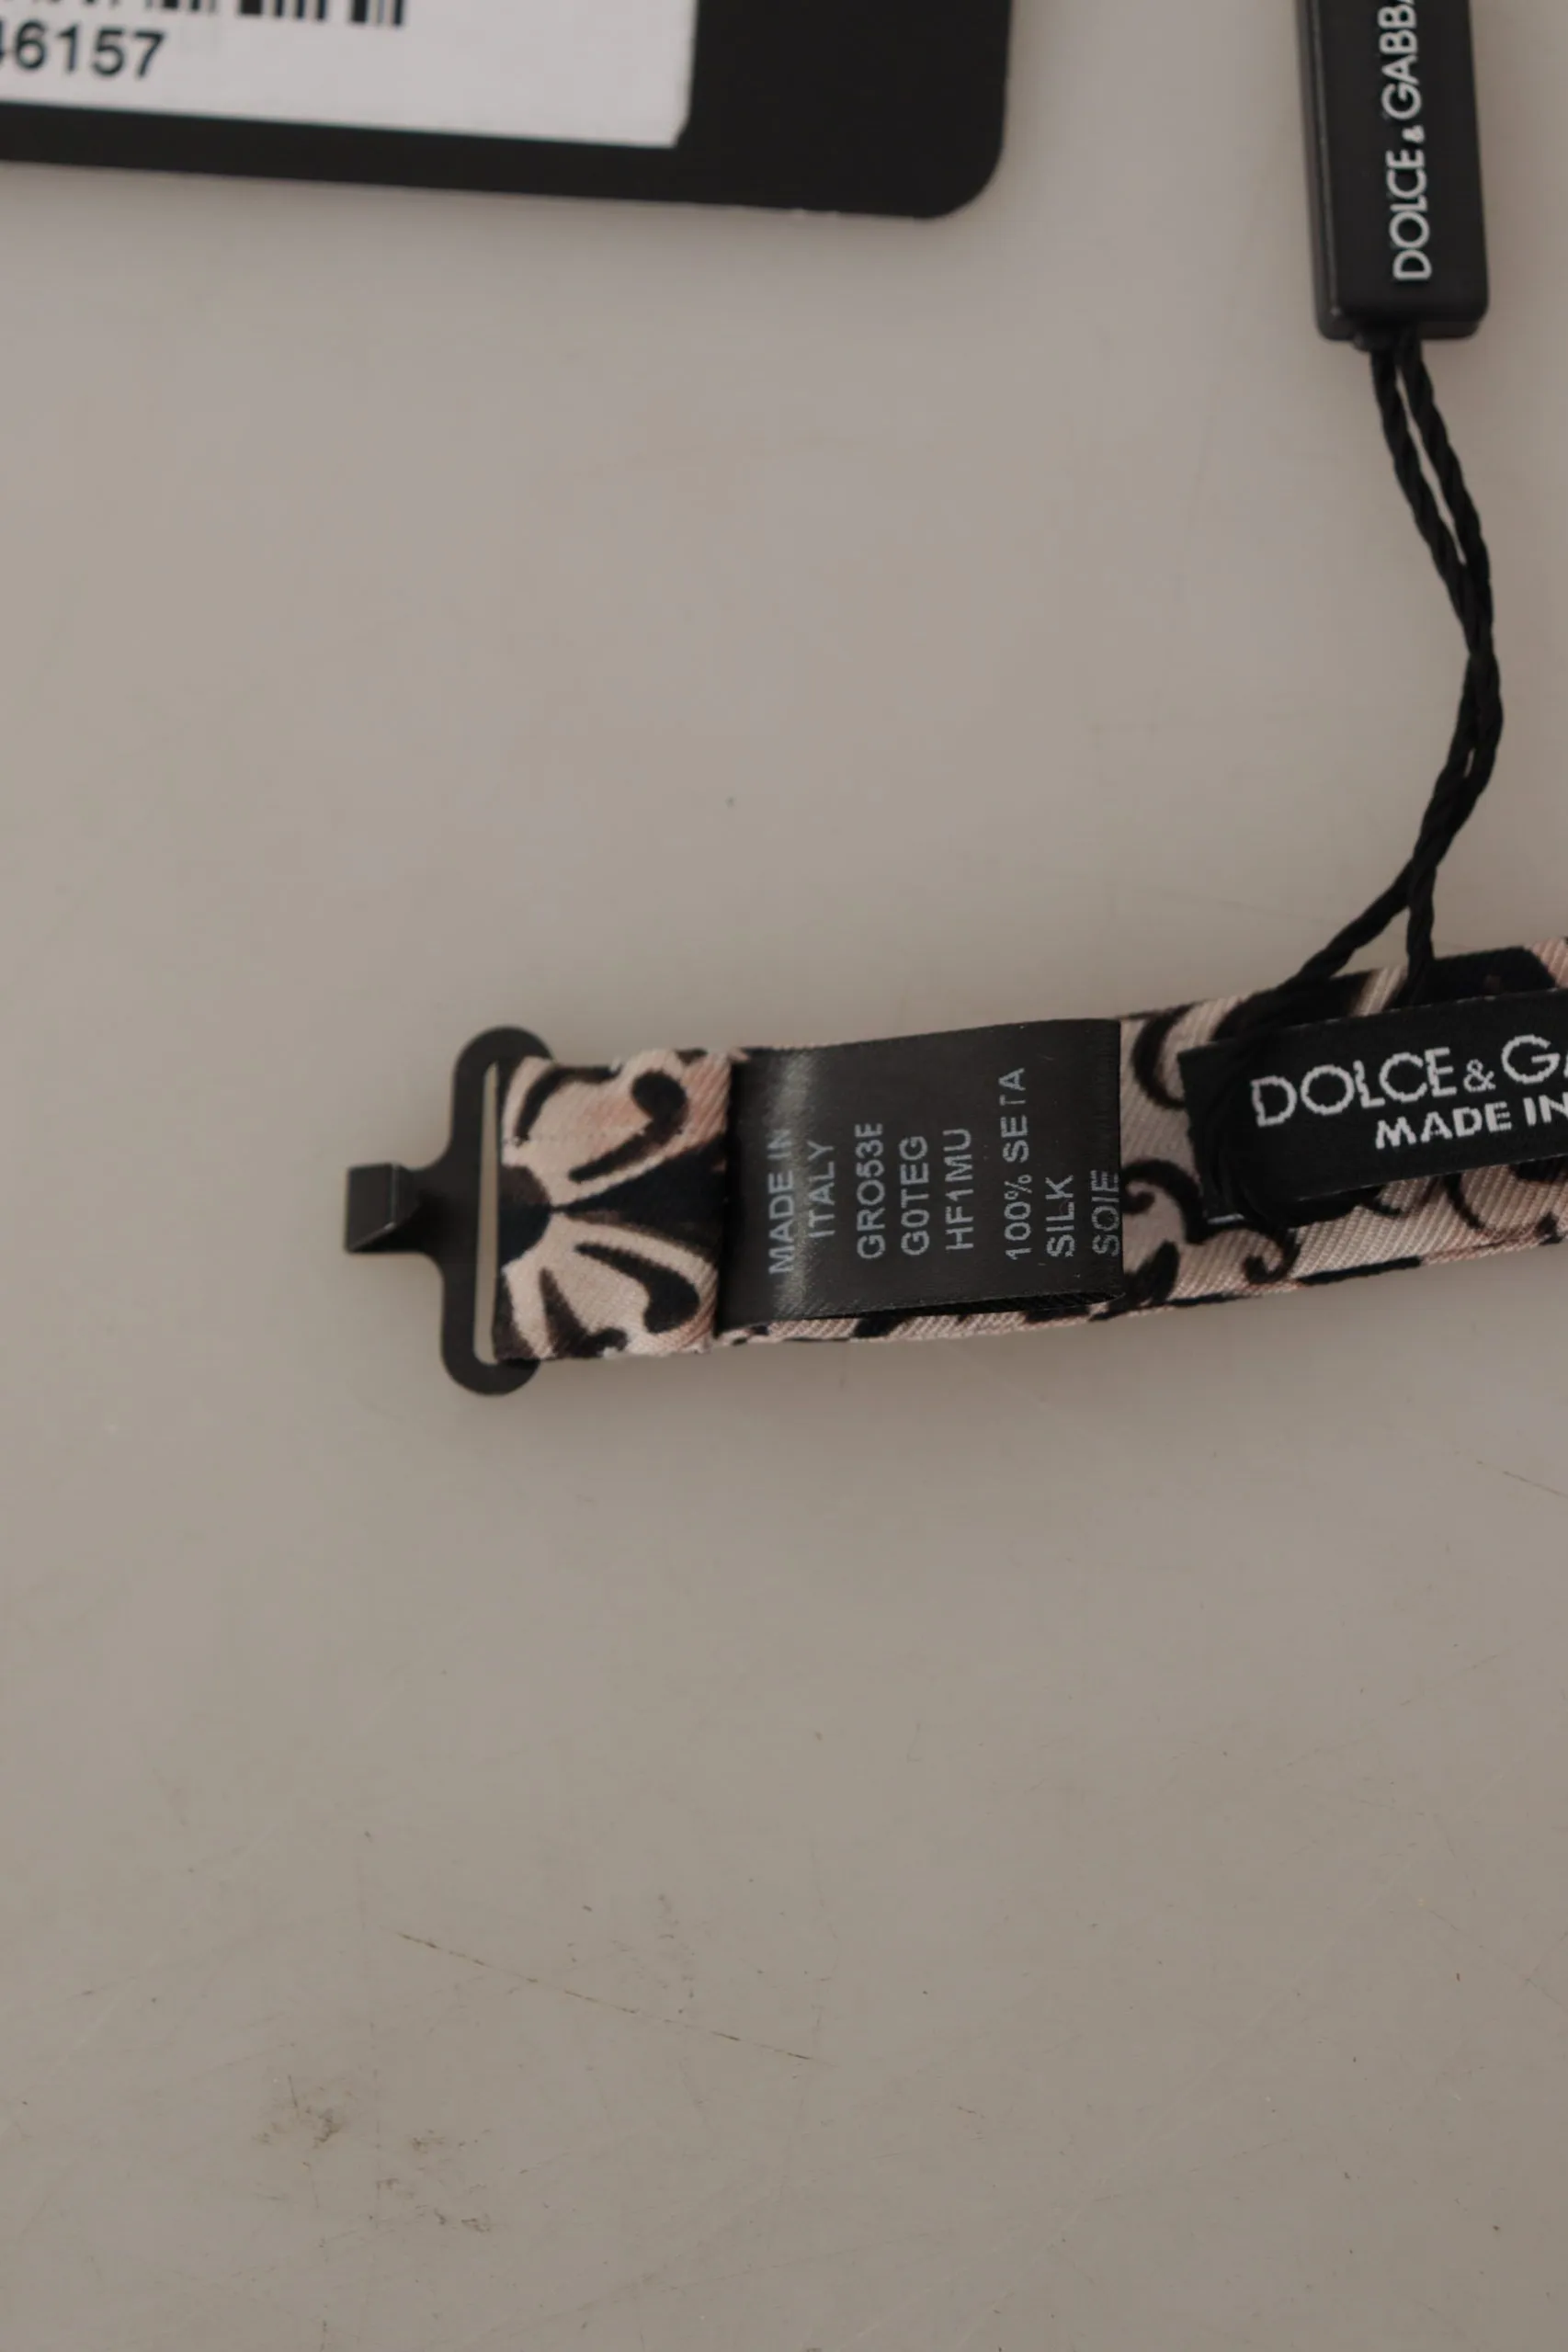 46157
DOLCE & GABBA
MADE IN
ITALY
GRO53E
G0TEG
HF1MU
100% SETA
SILK
SOIE
DOLCE & GA
MADE IN